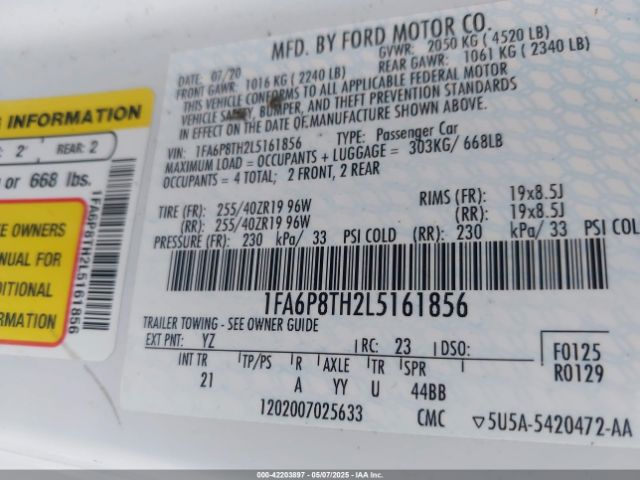 G INFORMATION
: 2 REAR: 2
or 668 lbs.
E OWNERS
MANUAL FOR
DITIONAL
FORMATION
1FA6P8TH2L5161856
MFD. BY FORD MOTOR CO.
DATE: 07/20 GVWR: 2050 KG ( 4520 LB)
FRONT GAWR: 1016 KG ( 2240 LB) REAR GAWR: 1061 KG ( 2340 LB)
THIS VEHICLE CONFORMS TO ALL APPLICABLE FEDERAL MOTOR
VEHICLE SAFETY, BUMPER, AND THEFT PREVENTION STANDARDS
IN EFFECT ON THE DATE OF MANUFACTURE SHOWN ABOVE.
VIN: 1FA6P8TH2L5161856 TYPE: Passenger Car
MAXIMUM LOAD = OCCUPANTS + LUGGAGE = 303KG/ 668LB
OCCUPANTS = 4 TOTAL; 2 FRONT, 2 REAR
TIRE (FR): 255/40ZR19 96W RIMS (FR): 19x8.5J
(RR): 255/40ZR19 96W (RR): 19x8.5J
PRESSURE (FR): 230 kPa/ 33 PSI COLD (RR): 230 kPa/ 33 PSI COL
1FA6P8TH2L5161856
TRAILER TOWING - SEE OWNER GUIDE
EXT PNT: YZ RC: 23 DSO: F0125
INT TR TP/PS R AXLE TR SPR R0129
21 A YY U 44BB
1202007025633 CMC ▽5U5A-5420472-AA
000-42203897 - 05/07/2025 - IAAI.COM